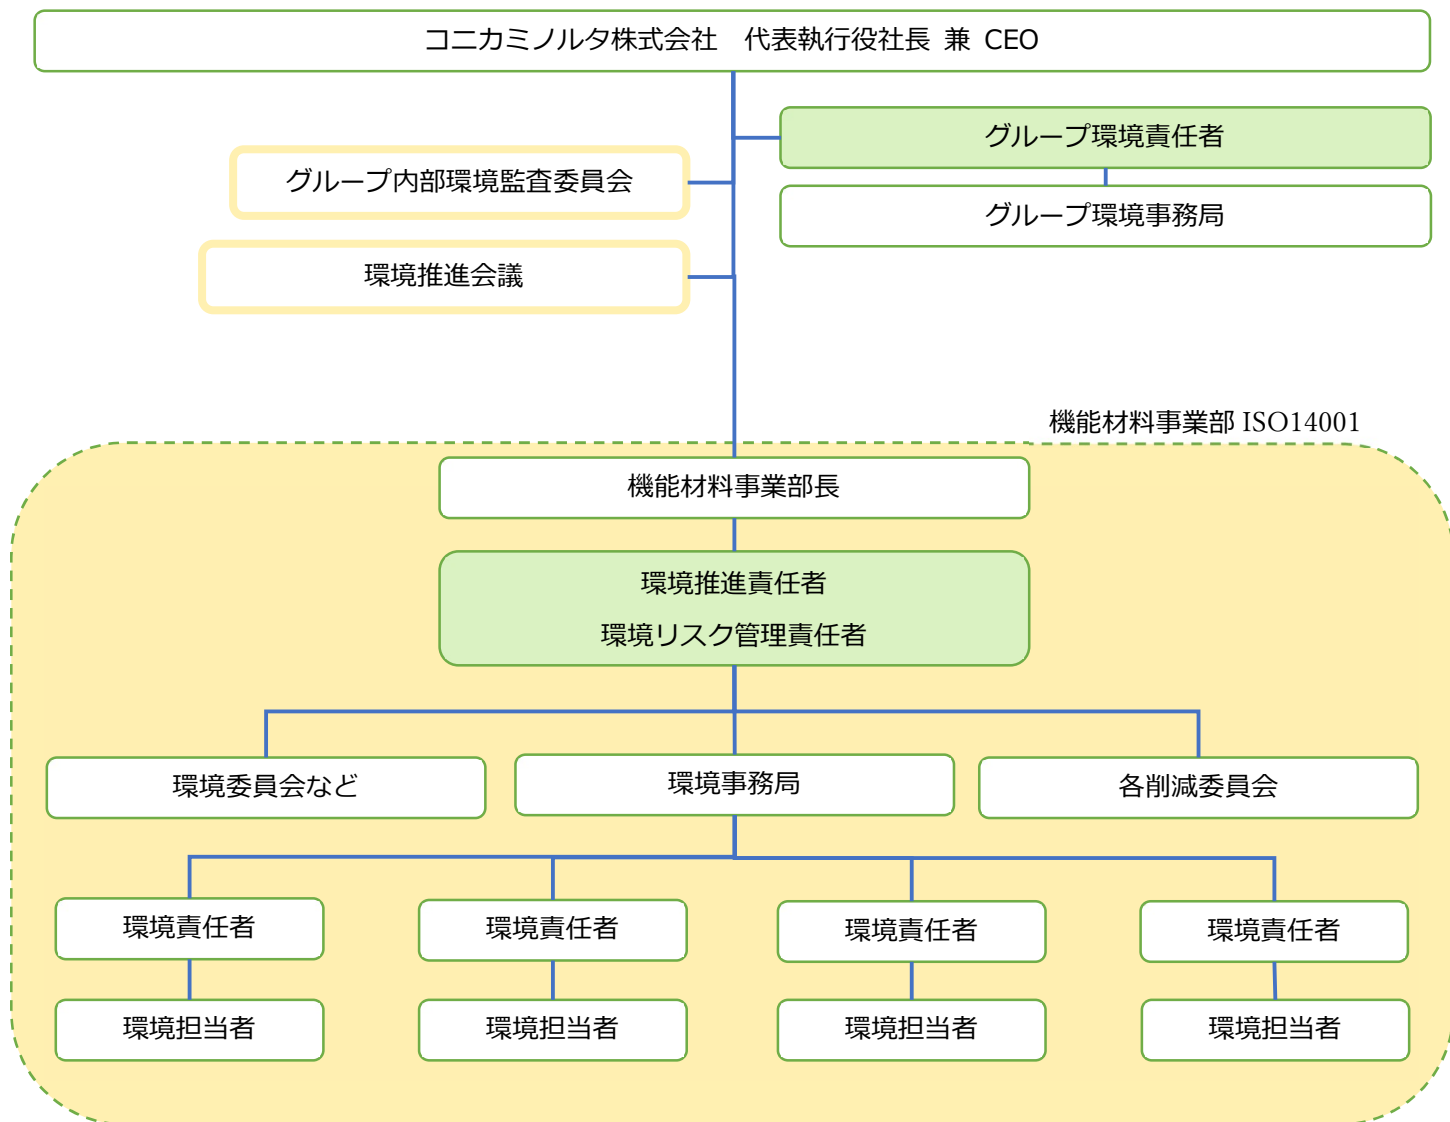 コニカミノルタ株式会社　代表執行役社長 兼 CEO
グループ環境責任者
グループ内部環境監査委員会
グループ環境事務局
環境推進会議
機能材料事業部 ISO14001
機能材料事業部長
環境推進責任者
環境リスク管理責任者
環境委員会など
環境事務局
各削減委員会
環境責任者
環境責任者
環境責任者
環境責任者
環境担当者
環境担当者
環境担当者
環境担当者